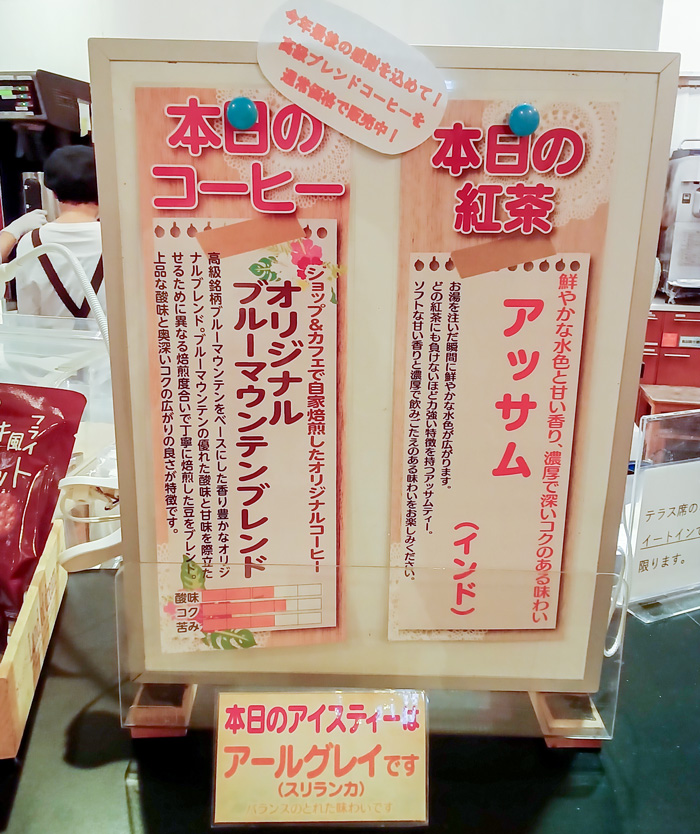 今年最後の感謝を込めて！
高級ブレンドコーヒーを
通常価格で販売中！
本日の
コーヒー
ショップ&カフェで自家焙煎したオリジナルコーヒー
オリジナル
ブルーマウンテンブレンド
高級銘柄ブルーマウンテンをベースにした香り豊かなオリジ
ナルブレンド。ブルーマウンテンの優れた酸味と甘味を際立た
せるために異なる焙煎度合いで丁寧に焙煎した豆をブレンド。
上品な酸味と奥深いコクの広がりの良さが特徴です。
酸味
コク
苦み
本日の
紅茶
鮮やかな水色と甘い香り、濃厚で深いコクのある味わい
アッサム
（インド）
お湯を注いだ瞬間に鮮やかな水色が広がります。
どの紅茶にも負けないほど力強い特徴を持つアッサムティー。
ソフトな甘い香りと濃厚で飲みごたえのある味わいをお楽しみください。
本日のアイスティーは
アールグレイです
(スリランカ)
バランスのとれた味わいです
テラス席の
イートインで
限ります。
フライ
風
ット